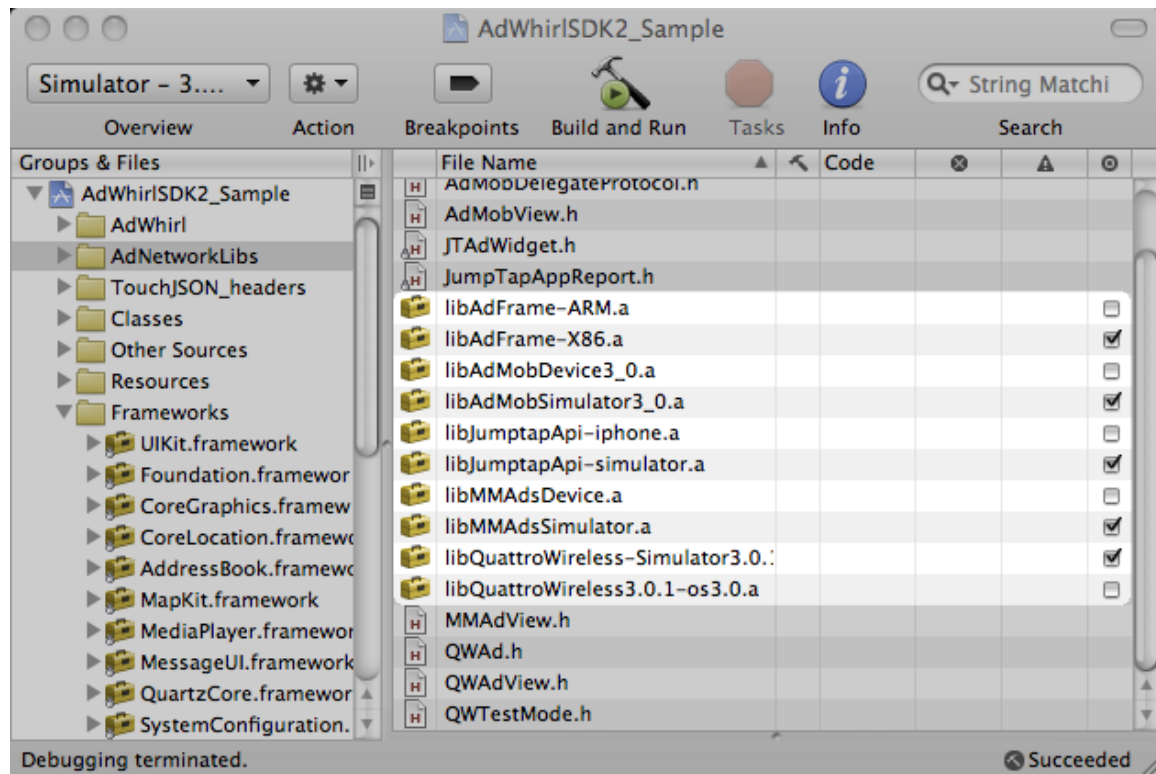 AdWhirlSDK2_Sample
Simulator – 3.... 
String Matchi
Overview Action Breakpoints Build and Run Tasks Info Search
Groups & Files
AdWhirlSDK2_Sample
AdWhirl
AdNetworkLibs
TouchJSON_headers
Classes
Other Sources
Resources
Frameworks
UIKit.framework
Foundation.framewor
CoreGraphics.framew
CoreLocation.framewo
AddressBook.framewo
MapKit.framework
MediaPlayer.framewor
MessageUI.framework
QuartzCore.framewor
SystemConfiguration.
File Name Code
AdMobDelegateProtocol.h
AdMobView.h
JTAdWidget.h
JumpTapAppReport.h
libAdFrame-ARM.a
libAdFrame-X86.a
libAdMobDevice3_0.a
libAdMobSimulator3_0.a
libJumptapApi-iphone.a
libJumptapApi-simulator.a
libMMAdsDevice.a
libMMAdsSimulator.a
libQuattroWireless-Simulator3.0.1
libQuattroWireless3.0.1-os3.0.a
MMAdView.h
QWAd.h
QWAdView.h
QWTestMode.h
Debugging terminated.
Succeeded